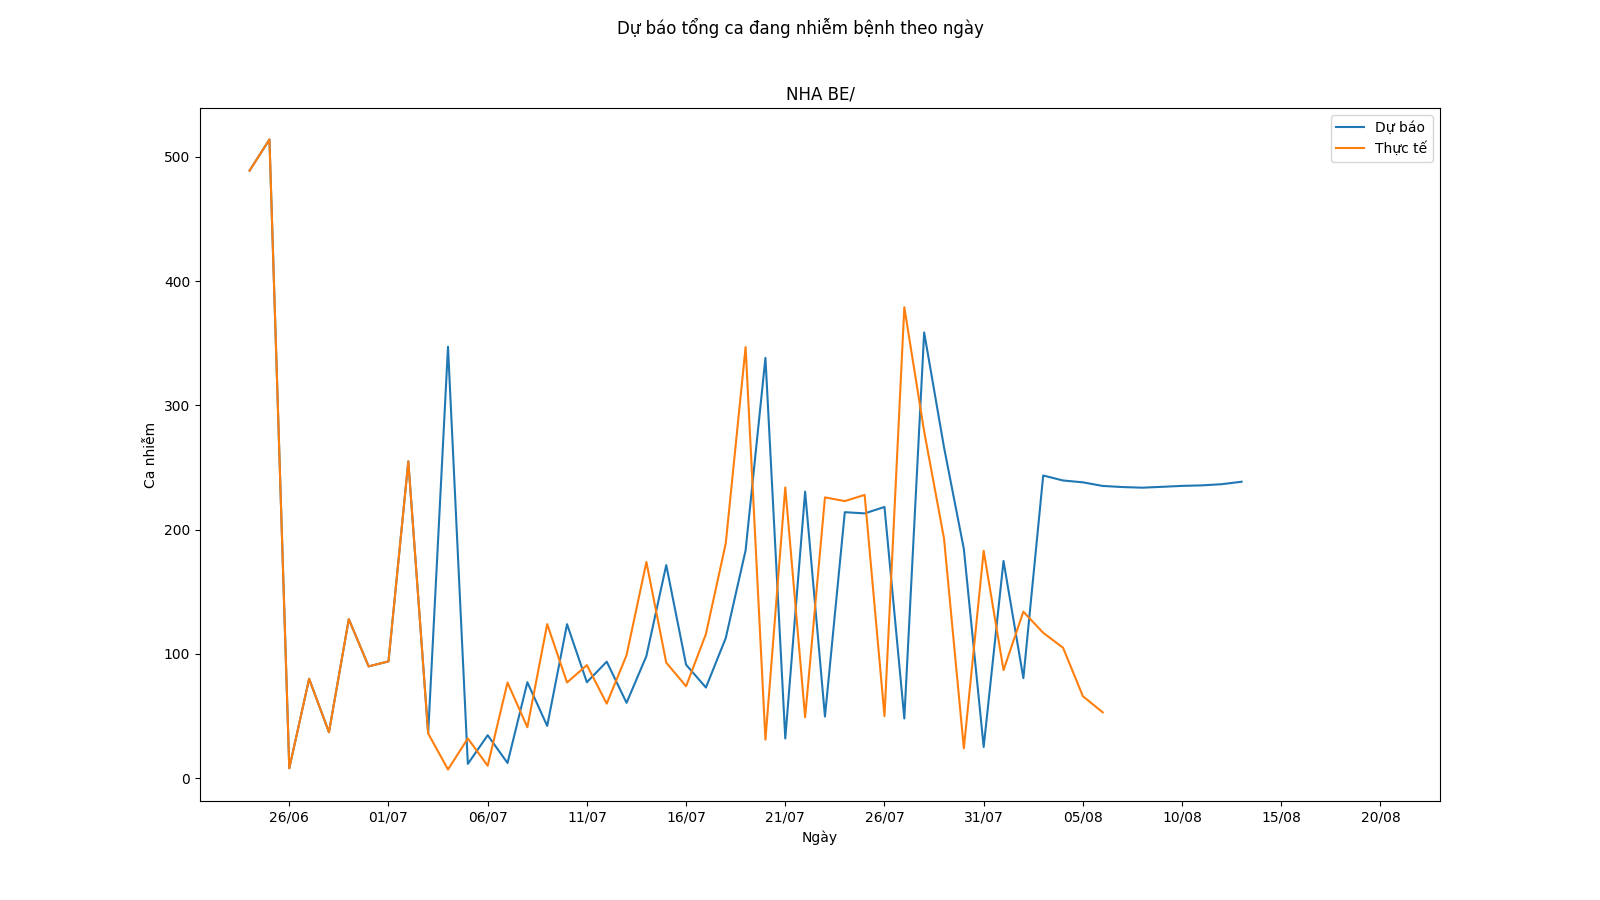 Dự báo tổng ca đang nhiễm bệnh theo ngày
NHA BE/
Dự báo
Thực tế
500
400
300
200
100
0
Ca nhiễm
26/06 01/07 06/07 11/07 16/07 21/07 26/07 31/07 05/08 10/08 15/08 20/08
Ngày